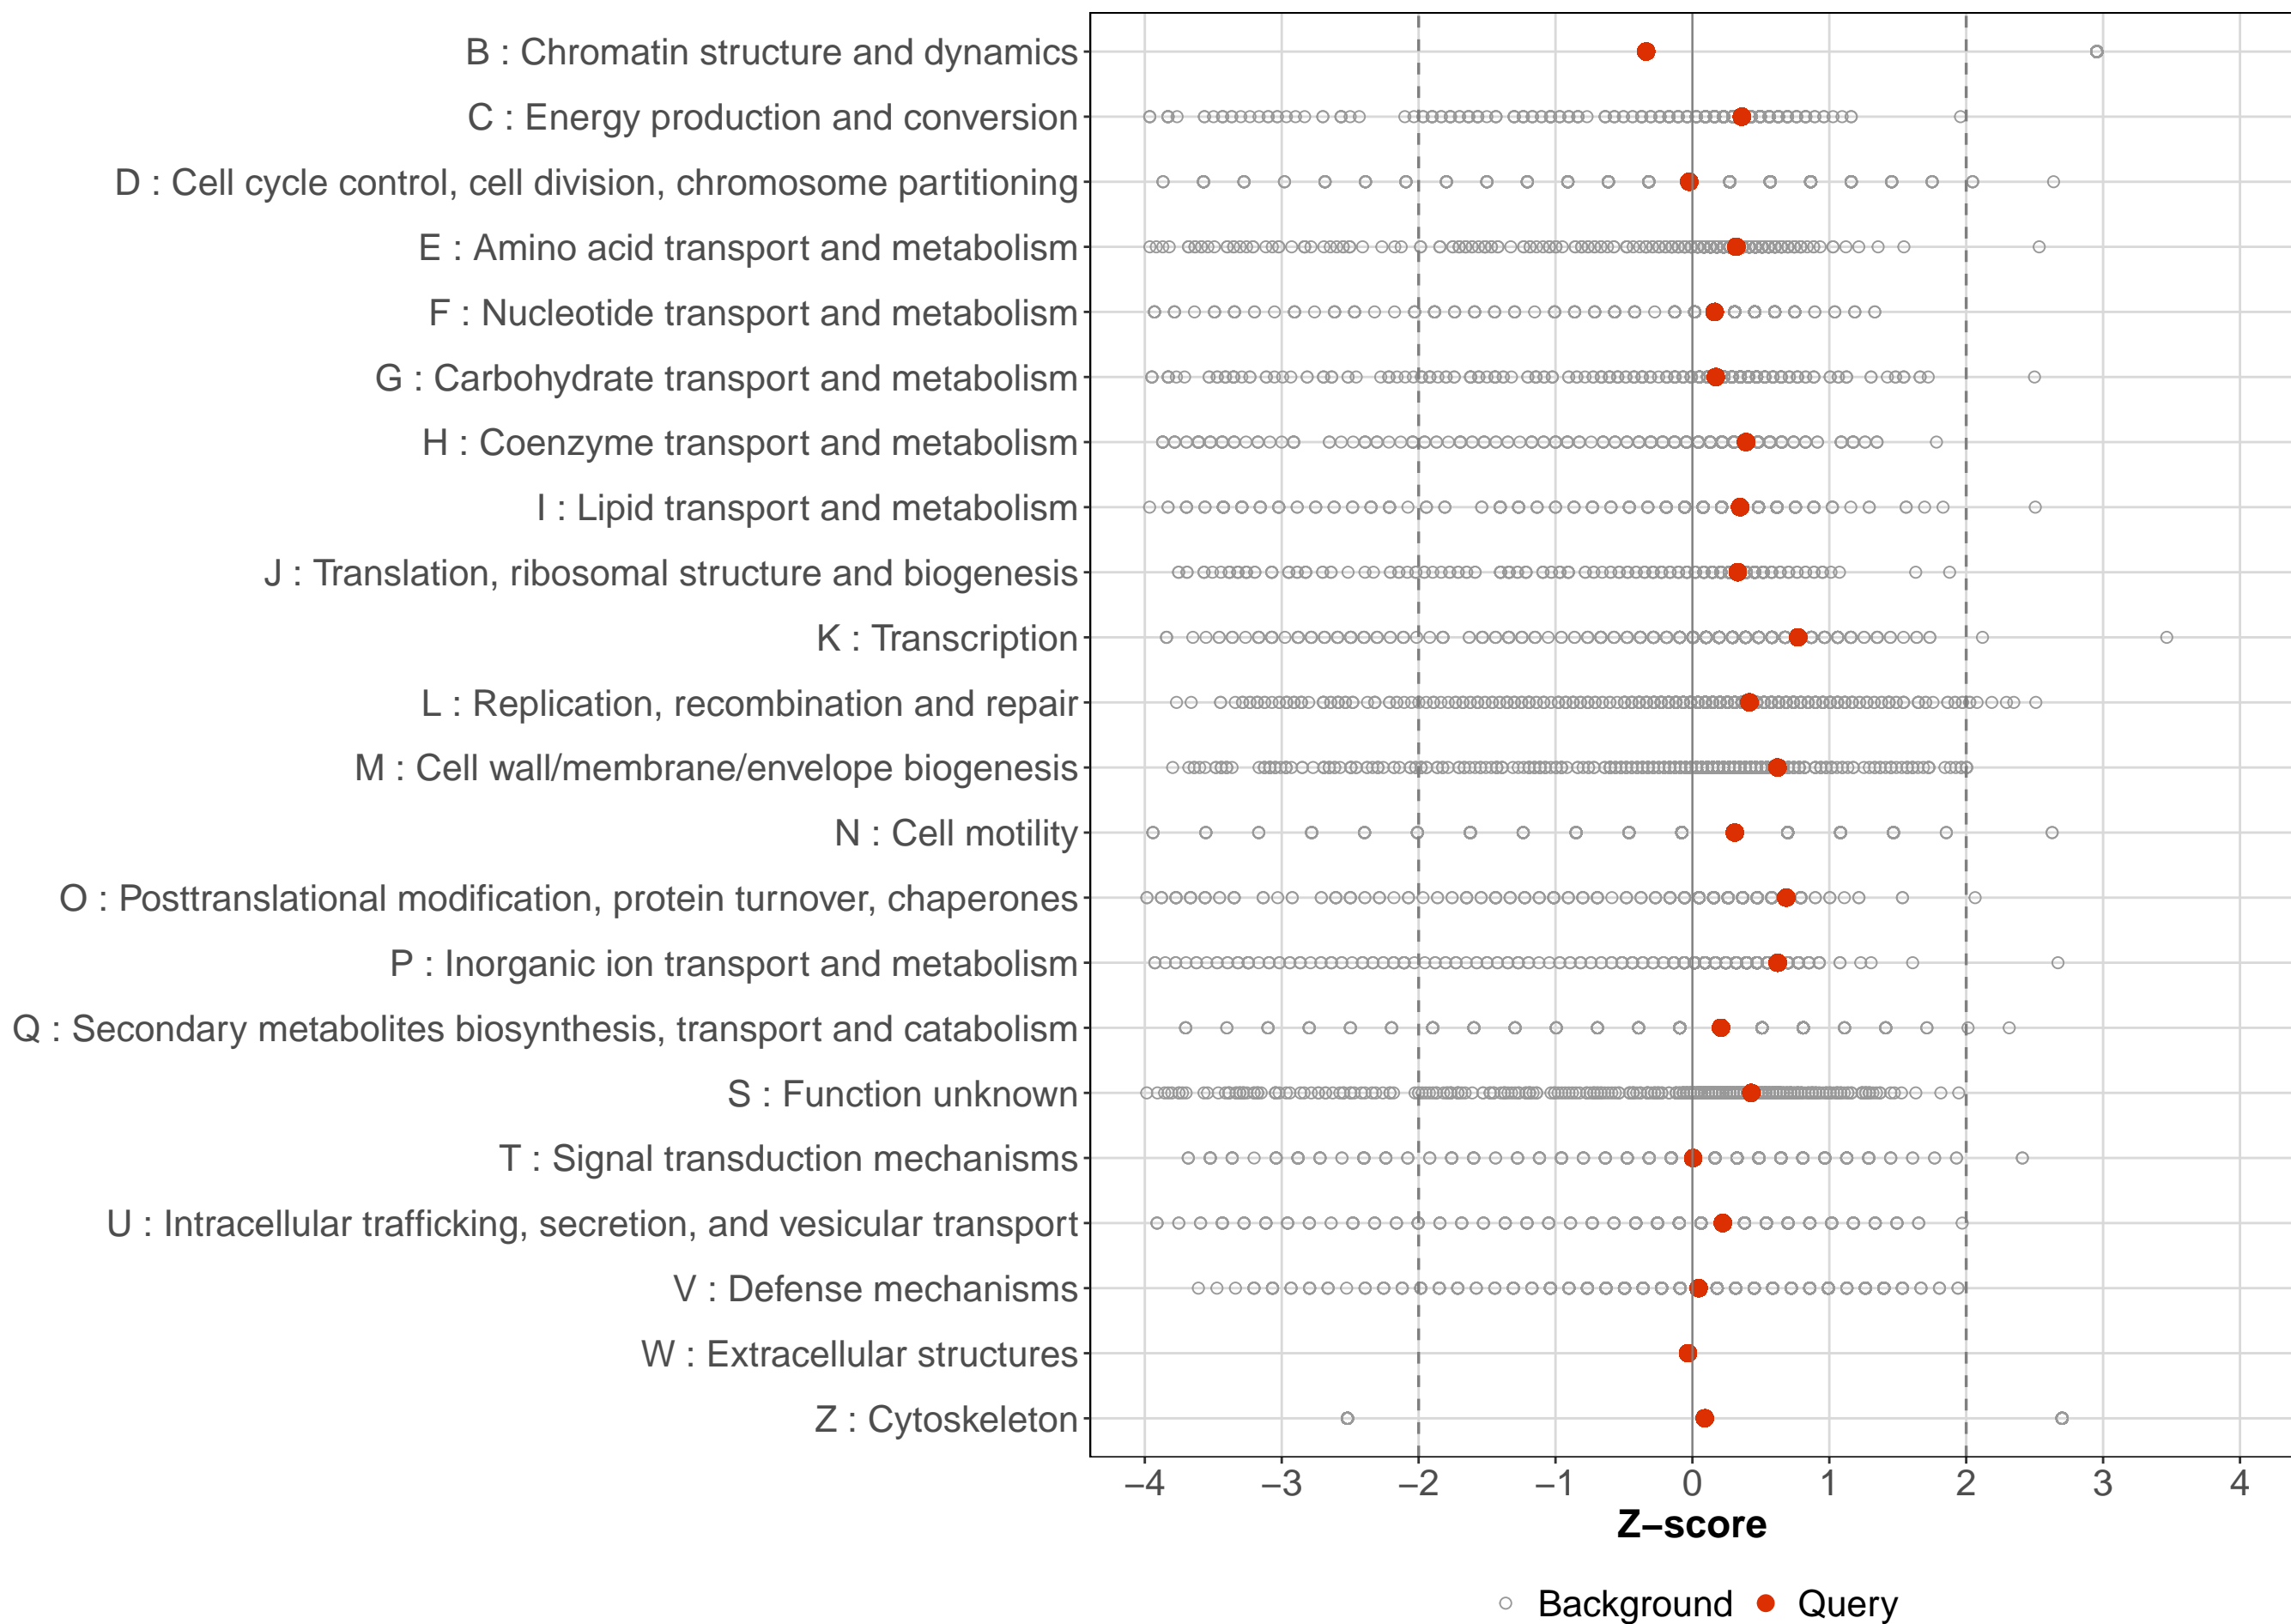 B : Chromatin structure and dynamics
C : Energy production and conversion
D : Cell cycle control, cell division, chromosome partitioning
E : Amino acid transport and metabolism
F : Nucleotide transport and metabolism
G : Carbohydrate transport and metabolism
H : Coenzyme transport and metabolism
I : Lipid transport and metabolism
J : Translation, ribosomal structure and biogenesis
K : Transcription
L : Replication, recombination and repair
M : Cell wall/membrane/envelope biogenesis
N : Cell motility
O : Posttranslational modification, protein turnover, chaperones
P : Inorganic ion transport and metabolism
Q : Secondary metabolites biosynthesis, transport and catabolism
S : Function unknown
T : Signal transduction mechanisms
U : Intracellular trafficking, secretion, and vesicular transport
V : Defense mechanisms
W : Extracellular structures
Z : Cytoskeleton
−4 −3 −2 −1 0 1 2 3 4
Z−score
Background Query